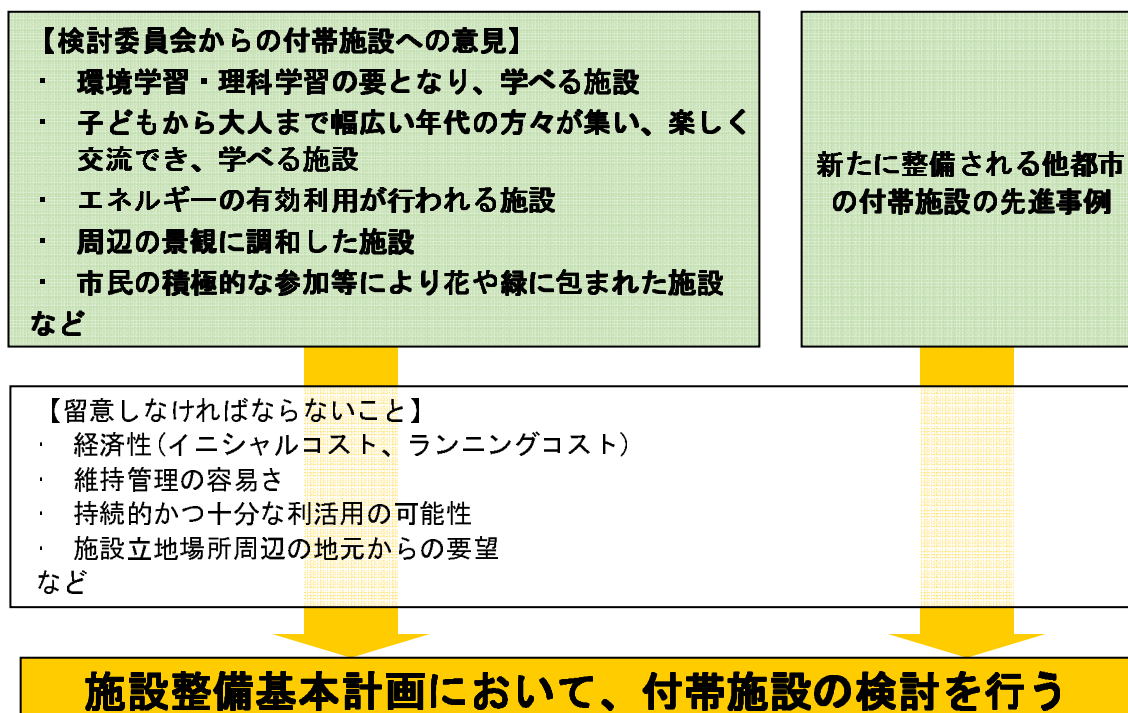 【検討委員会からの付帯施設への意見】
・ 環境学習・理科学習の要となり、学べる施設
・ 子どもから大人まで幅広い年代の方々が集い、楽しく
交流でき、学べる施設
・ エネルギーの有効利用が行われる施設
・ 周辺の景観に調和した施設
・ 市民の積極的な参加等により花や緑に包まれた施設
など
新たに整備される他都市
の付帯施設の先進事例
【留意しなければならないこと】
・ 経済性(イニシャルコスト、ランニングコスト)
・ 維持管理の容易さ
・ 持続的かつ十分な利活用の可能性
・ 施設立地場所周辺の地元からの要望
など
施設整備基本計画において、付帯施設の検討を行う